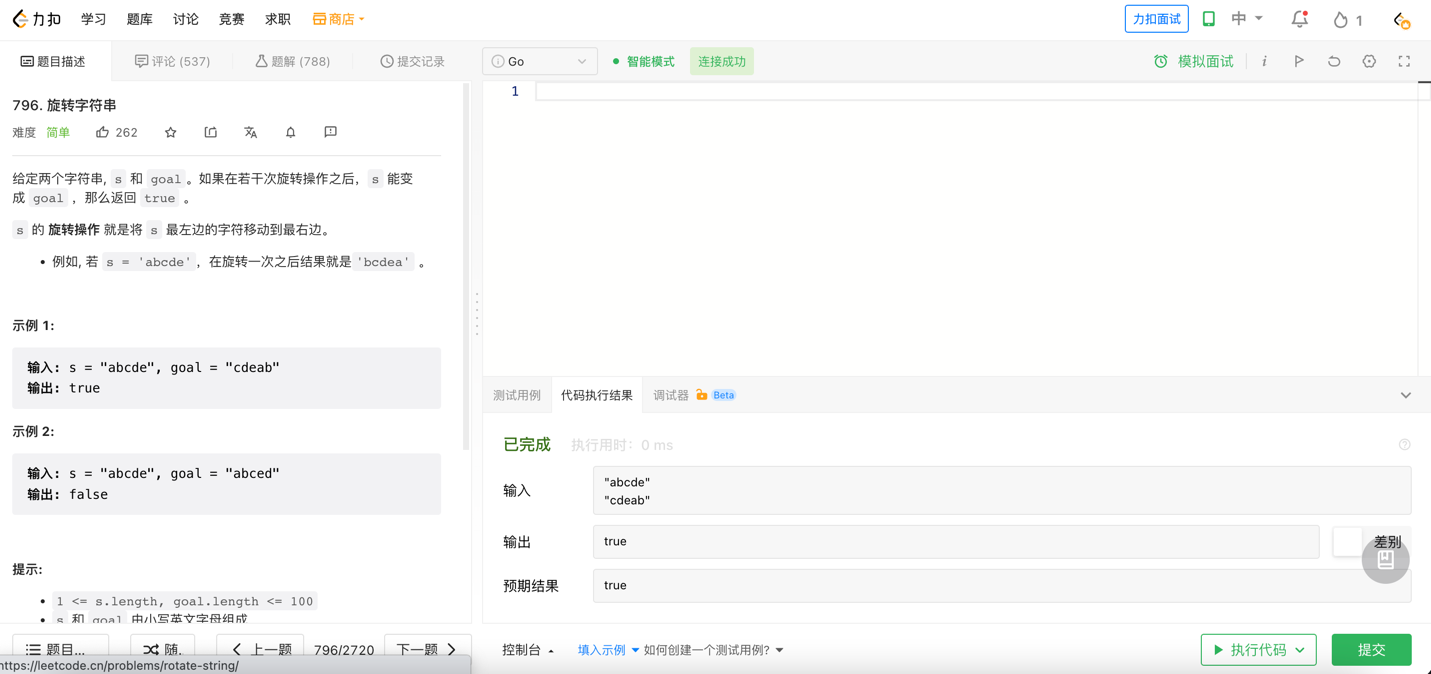 力扣 学习 题库 讨论 竞赛 求职 商店 力扣面试 中 1
题目描述 评论 (537) 题解 (788) 提交记录 i Go 智能模式 连接成功 模拟面试 i
1
796. 旋转字符串
难度 简单 262
给定两个字符串, s 和 goal。如果在若干次旋转操作之后，s 能变
成 goal ，那么返回 true 。
s 的 旋转操作 就是将 s 最左边的字符移动到最右边。
• 例如, 若 s = 'abcde'，在旋转一次之后结果就是'bcdea' 。
示例 1:
输入: s = "abcde", goal = "cdeab"
输出: true
示例 2:
输入: s = "abcde", goal = "abced"
输出: false
提示:
• 1 <= s.length, goal.length <= 100
• s 和 goal 由小写英文字母组成
测试用例 代码执行结果 调试器 Beta
已完成 执行用时：0 ms
输入
"abcde"
"cdeab"
输出 true 差别
预期结果 true
题目... 随. 上一题 796/2720 下一题 控制台 填入示例 如何创建一个测试用例? 执行代码 提交
https://leetcode.cn/problems/rotate-string/